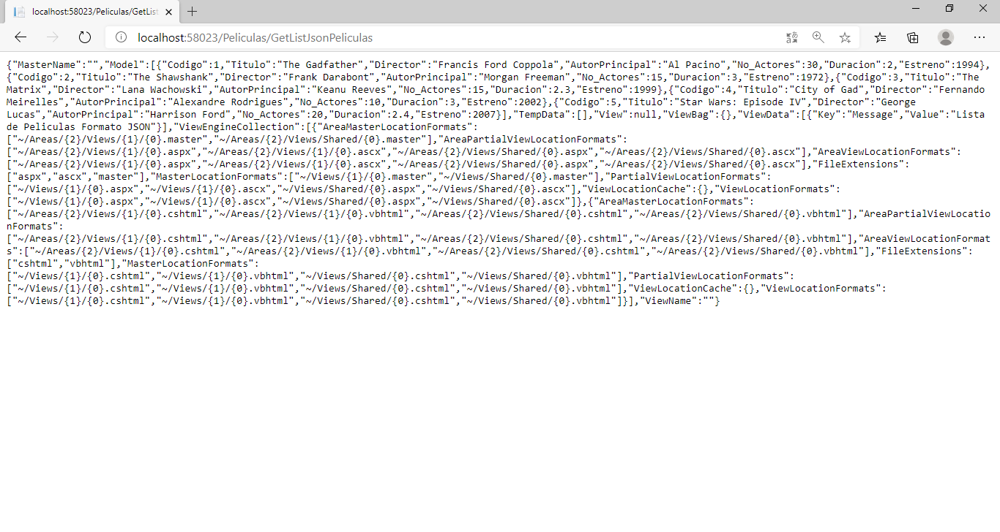 localhost:58023/Peliculas/GetList
localhost:58023/Peliculas/GetListJsonPeliculas
{"MasterName":"","Model":[{"Codigo":1,"Titulo":"The Gadfather","Director":"Francis Ford Coppola","AutorPrincipal":"Al Pacino","No_Actores":30,"Duracion":2,"Estreno":1994},
{"Codigo":2,"Titulo":"The Shawshank","Director":"Frank Darabont","AutorPrincipal":"Morgan Freeman","No_Actores":15,"Duracion":3,"Estreno":1972},{"Codigo":3,"Titulo":"The
Matrix","Director":"Lana Wachowski","AutorPrincipal":"Keanu Reeves","No_Actores":15,"Duracion":2.3,"Estreno":1999},{"Codigo":4,"Titulo":"City of Gad","Director":"Fernando
Meirelles","AutorPrincipal":"Alexandre Rodrigues","No_Actores":10,"Duracion":3,"Estreno":2002},{"Codigo":5,"Titulo":"Star Wars: Episode IV","Director":"George
Lucas","AutorPrincipal":"Harrison Ford","No_Actores":20,"Duracion":2.4,"Estreno":2007}],"TempData":[],"View":null,"ViewBag":{},"ViewData":[{"Key":"Message","Value":"Lista
de Peliculas Formato JSON"}],"ViewEngineCollection":[{"AreaMasterLocationFormats":
["~/Areas/{2}/Views/{1}/{0}.master","~/Areas/{2}/Views/Shared/{0}.master"],"AreaPartialViewLocationFormats":
["~/Areas/{2}/Views/{1}/{0}.aspx","~/Areas/{2}/Views/{1}/{0}.ascx","~/Areas/{2}/Views/Shared/{0}.aspx","~/Areas/{2}/Views/Shared/{0}.ascx"],"AreaViewLocationFormats":
["~/Areas/{2}/Views/{1}/{0}.aspx","~/Areas/{2}/Views/{1}/{0}.ascx","~/Areas/{2}/Views/Shared/{0}.aspx","~/Areas/{2}/Views/Shared/{0}.ascx"],"FileExtensions":
["aspx","ascx","master"],"MasterLocationFormats":["~/Views/{1}/{0}.master","~/Views/Shared/{0}.master"],"PartialViewLocationFormats":
["~/Views/{1}/{0}.aspx","~/Views/{1}/{0}.ascx","~/Views/Shared/{0}.aspx","~/Views/Shared/{0}.ascx"],"ViewLocationCache":{},"ViewLocationFormats":
["~/Views/{1}/{0}.aspx","~/Views/{1}/{0}.ascx","~/Views/Shared/{0}.aspx","~/Views/Shared/{0}.ascx"]},{"AreaMasterLocationFormats":
["~/Areas/{2}/Views/{1}/{0}.cshtml","~/Areas/{2}/Views/{1}/{0}.vbhtml","~/Areas/{2}/Views/Shared/{0}.cshtml","~/Areas/{2}/Views/Shared/{0}.vbhtml"],"AreaPartialViewLocatio
nFormats":
["~/Areas/{2}/Views/{1}/{0}.cshtml","~/Areas/{2}/Views/{1}/{0}.vbhtml","~/Areas/{2}/Views/Shared/{0}.cshtml","~/Areas/{2}/Views/Shared/{0}.vbhtml"],"AreaViewLocationFormat
s":["~/Areas/{2}/Views/{1}/{0}.cshtml","~/Areas/{2}/Views/{1}/{0}.vbhtml","~/Areas/{2}/Views/Shared/{0}.cshtml","~/Areas/{2}/Views/Shared/{0}.vbhtml"],"FileExtensions":
["cshtml","vbhtml"],"MasterLocationFormats":
["~/Views/{1}/{0}.cshtml","~/Views/{1}/{0}.vbhtml","~/Views/Shared/{0}.cshtml","~/Views/Shared/{0}.vbhtml"],"PartialViewLocationFormats":
["~/Views/{1}/{0}.cshtml","~/Views/{1}/{0}.vbhtml","~/Views/Shared/{0}.cshtml","~/Views/Shared/{0}.vbhtml"],"ViewLocationCache":{},"ViewLocationFormats":
["~/Views/{1}/{0}.cshtml","~/Views/{1}/{0}.vbhtml","~/Views/Shared/{0}.cshtml","~/Views/Shared/{0}.vbhtml"]}],"ViewName":""}